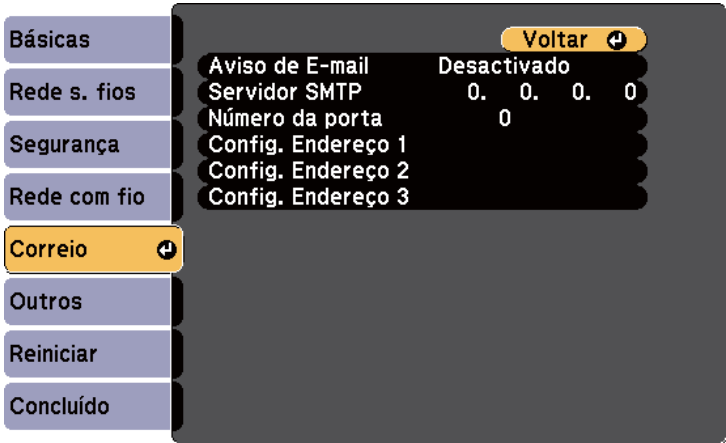 Básicas
Rede s. fios
Segurança
Rede com fio
Correio
Outros
Reiniciar
Concluído
Voltar
Aviso de E-mail Desactivado
Servidor SMTP 0. 0. 0. 0
Número da porta 0
Config. Endereço 1
Config. Endereço 2
Config. Endereço 3